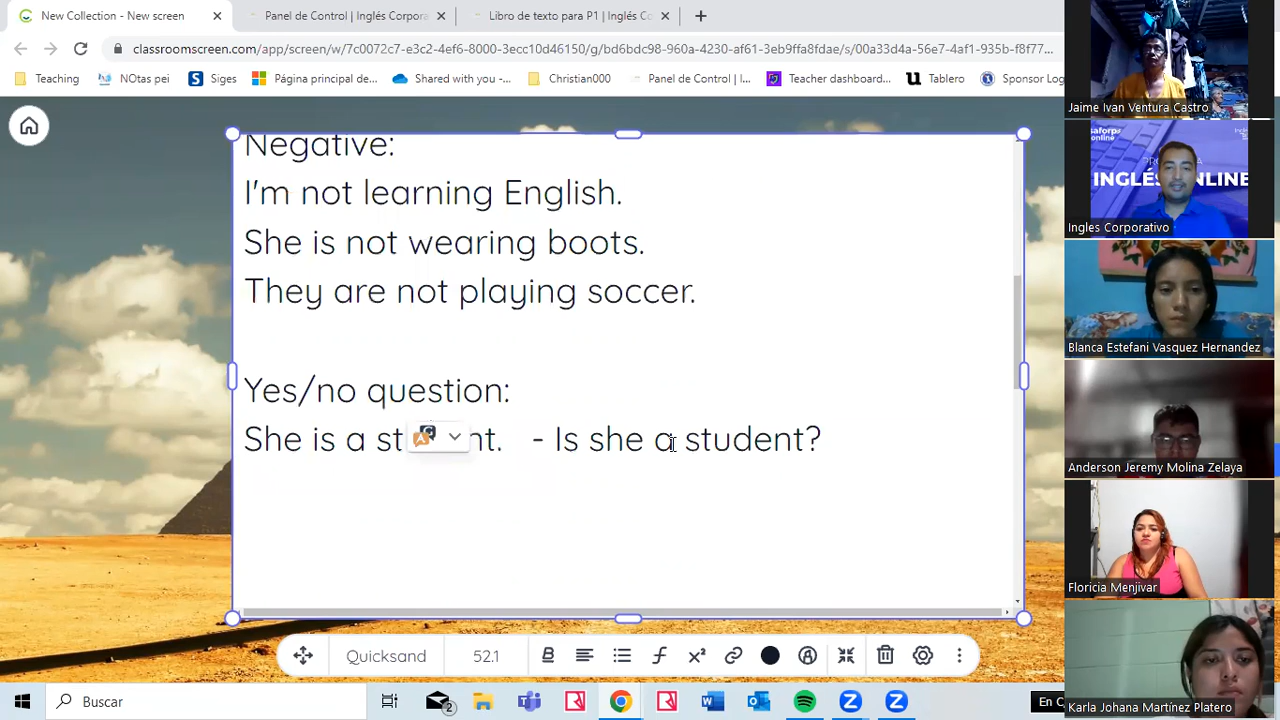 New Collection - New screen
Panel de Control | Inglés Corpora
Libro de texto para P1 | Inglés Co
classroomscreen.com/app/screen/w/7c0072c7-e3c2-4ef6-8000-3ecc10d46150/g/bd6bdc98-960a-4230-af61-3eb9ffa8fdae/s/00a33d4a-56e7-4af1-935b-f8f77...
Teaching
NOtas pei
Siges
Página principal de...
Shared with you -...
Christian000
Panel de Control | I...
Teacher dashboard...
Tablero
Sponsor Log
Negative:
I'm not learning English.
She is not wearing boots.
They are not playing soccer.
Yes/no question:
She is a st nt. - Is she a student?
Quicksand
52.1
Buscar
2
En C
Jaime Ivan Ventura Castro
online
INGLÉS ONLINE
Ingles Corporativo
Blanca Estefani Vasquez Hernandez
Anderson Jeremy Molina Zelaya
Floricia Menjivar
Karla Johana Martínez Platero